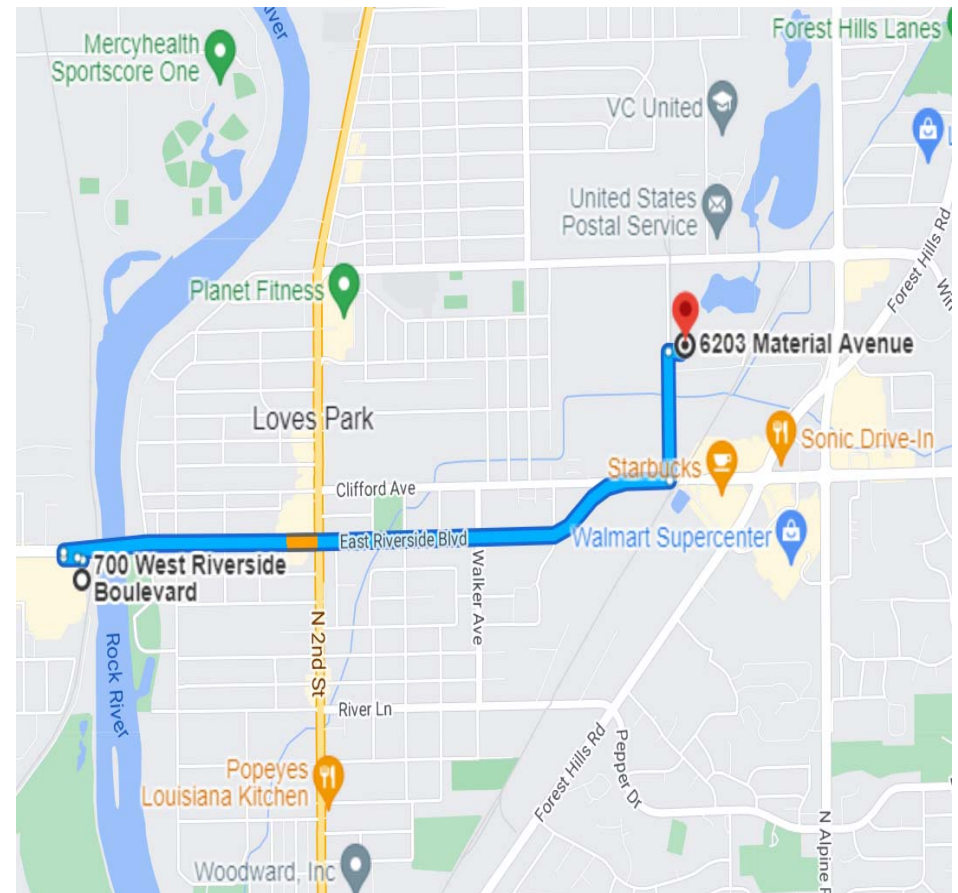 River
Mercyhealth
Sportscore One
Forest Hills Lanes
VC United
United States
Postal Service
Forest Hills Rd
Planet Fitness
6203 Material Avenue
Loves Park
Sonic Drive-In
Starbucks
Clifford Ave
East Riverside Blvd
Walmart Supercenter
700 West Riverside
Boulevard
Walker Ave
Rock River
N 2nd St
River Ln
Forest Hills Rd
Pepper Dr
Popeyes
Louisiana Kitchen
N Alpine
Woodward, Inc